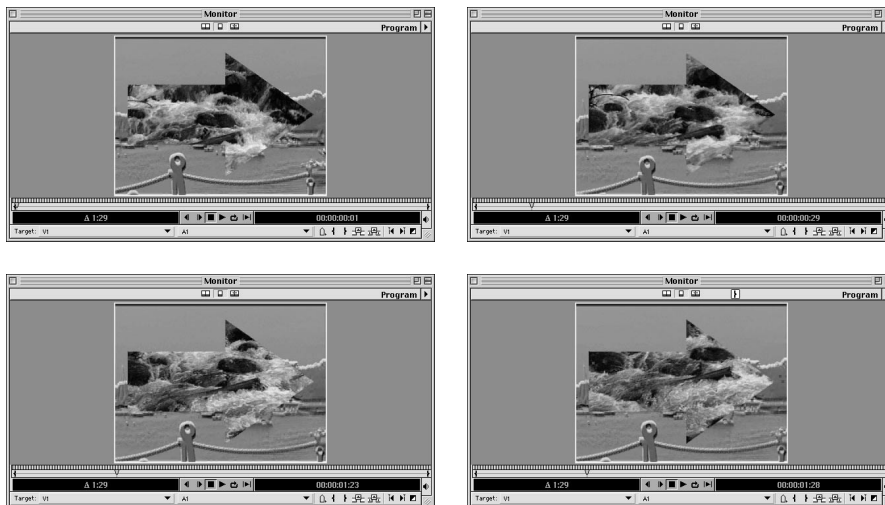 Monitor
Program
Δ 1:29
00:00:00:01
Target: V1
A1
Monitor
Program
Δ 1:29
00:00:00:29
Target: V1
A1
Monitor
Program
Δ 1:29
00:00:01:23
Target: V1
A1
Monitor
Program
Δ 1:29
00:00:01:28
Target: V1
A1